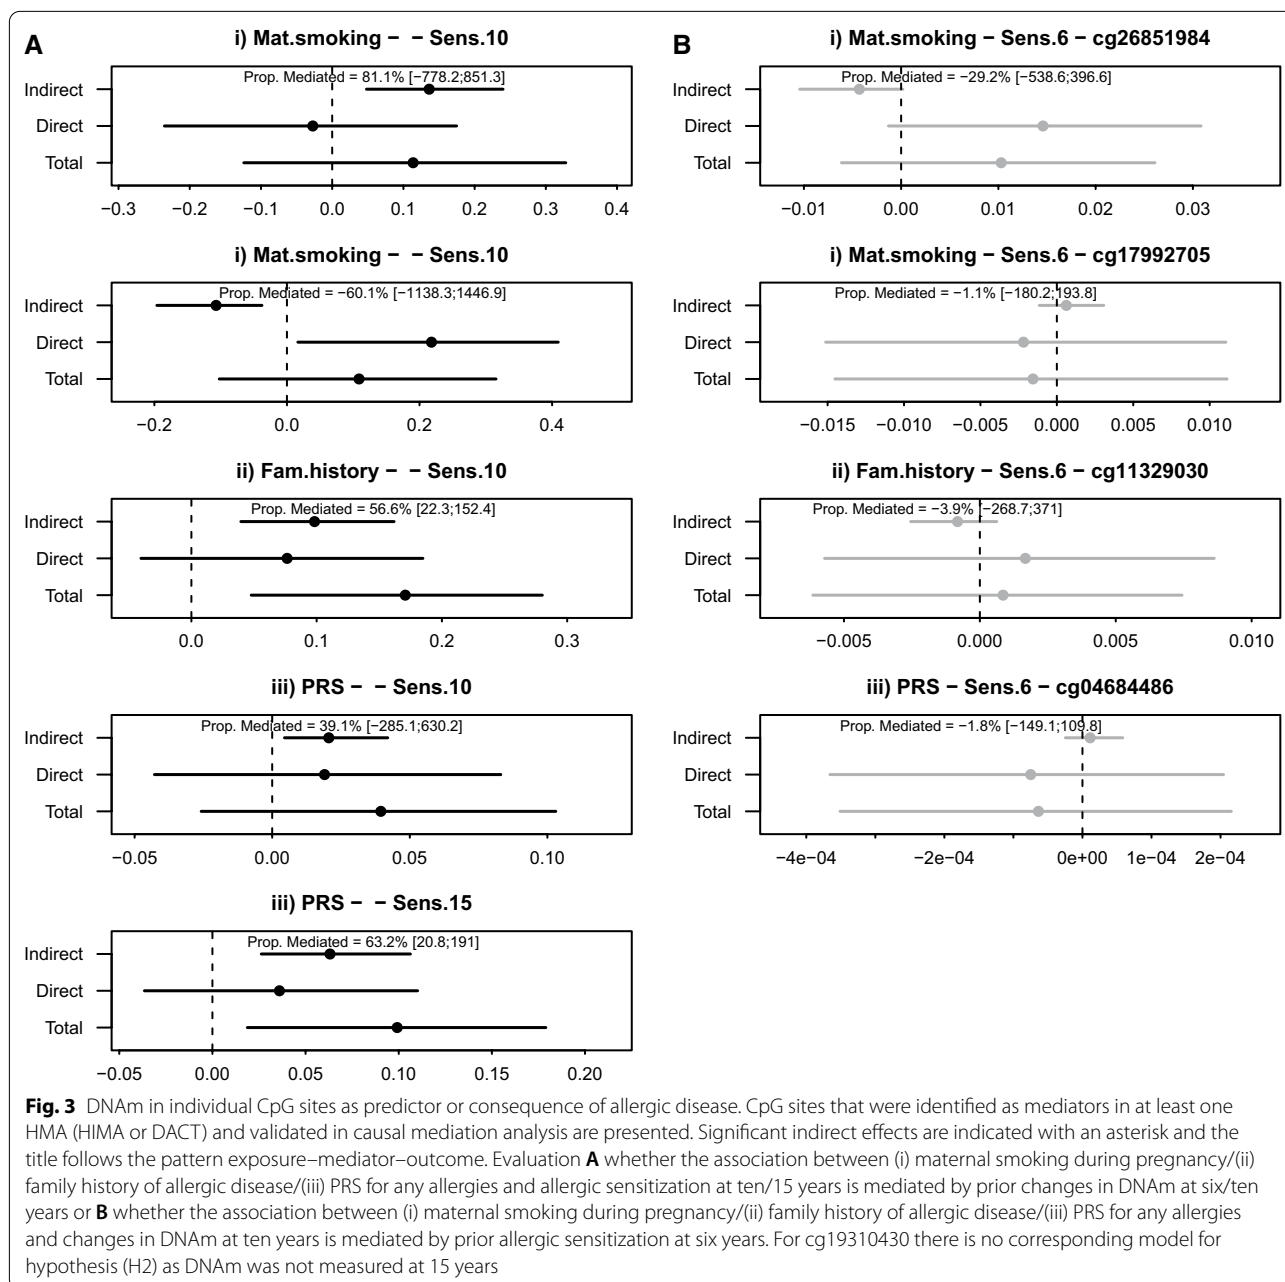 A
i) Mat.smoking − − Sens.10
Prop. Mediated = 81.1% [−778.2;851.3]
Indirect
Direct
Total
−0.3 −0.2 −0.1 0.0 0.1 0.2 0.3 0.4
i) Mat.smoking − − Sens.10
Prop. Mediated = −60.1% [−1138.3;1446.9]
Indirect
Direct
Total
−0.2 0.0 0.2 0.4
ii) Fam.history − − Sens.10
Prop. Mediated = 56.6% [22.3;152.4]
Indirect
Direct
Total
0.0 0.1 0.2 0.3
iii) PRS − − Sens.10
Prop. Mediated = 39.1% [−285.1;630.2]
Indirect
Direct
Total
−0.05 0.00 0.05 0.10
iii) PRS − − Sens.15
Prop. Mediated = 63.2% [20.8;191]
Indirect
Direct
Total
−0.05 0.00 0.05 0.10 0.15 0.20
B
i) Mat.smoking − Sens.6 − cg26851984
Prop. Mediated = −29.2% [−538.6;396.6]
Indirect
Direct
Total
−0.01 0.00 0.01 0.02 0.03
i) Mat.smoking − Sens.6 − cg17992705
Prop. Mediated = −1.1% [−180.2;193.8]
Indirect
Direct
Total
−0.015 −0.010 −0.005 0.000 0.005 0.010
ii) Fam.history − Sens.6 − cg11329030
Prop. Mediated = −3.9% [−268.7;371]
Indirect
Direct
Total
−0.005 0.000 0.005 0.010
iii) PRS − Sens.6 − cg04684486
Prop. Mediated = −1.8% [−149.1;109.8]
Indirect
Direct
Total
−4e−04 −2e−04 0e+00 1e−04 2e−04
Fig. 3 DNAm in individual CpG sites as predictor or consequence of allergic disease. CpG sites that were identified as mediators in at least one
HMA (HIMA or DACT) and validated in causal mediation analysis are presented. Significant indirect effects are indicated with an asterisk and the
title follows the pattern exposure–mediator–outcome. Evaluation A whether the association between (i) maternal smoking during pregnancy/(ii)
family history of allergic disease/(iii) PRS for any allergies and allergic sensitization at ten/15 years is mediated by prior changes in DNAm at six/ten
years or B whether the association between (i) maternal smoking during pregnancy/(ii) family history of allergic disease/(iii) PRS for any allergies
and changes in DNAm at ten years is mediated by prior allergic sensitization at six years. For cg19310430 there is no corresponding model for
hypothesis (H2) as DNAm was not measured at 15 years